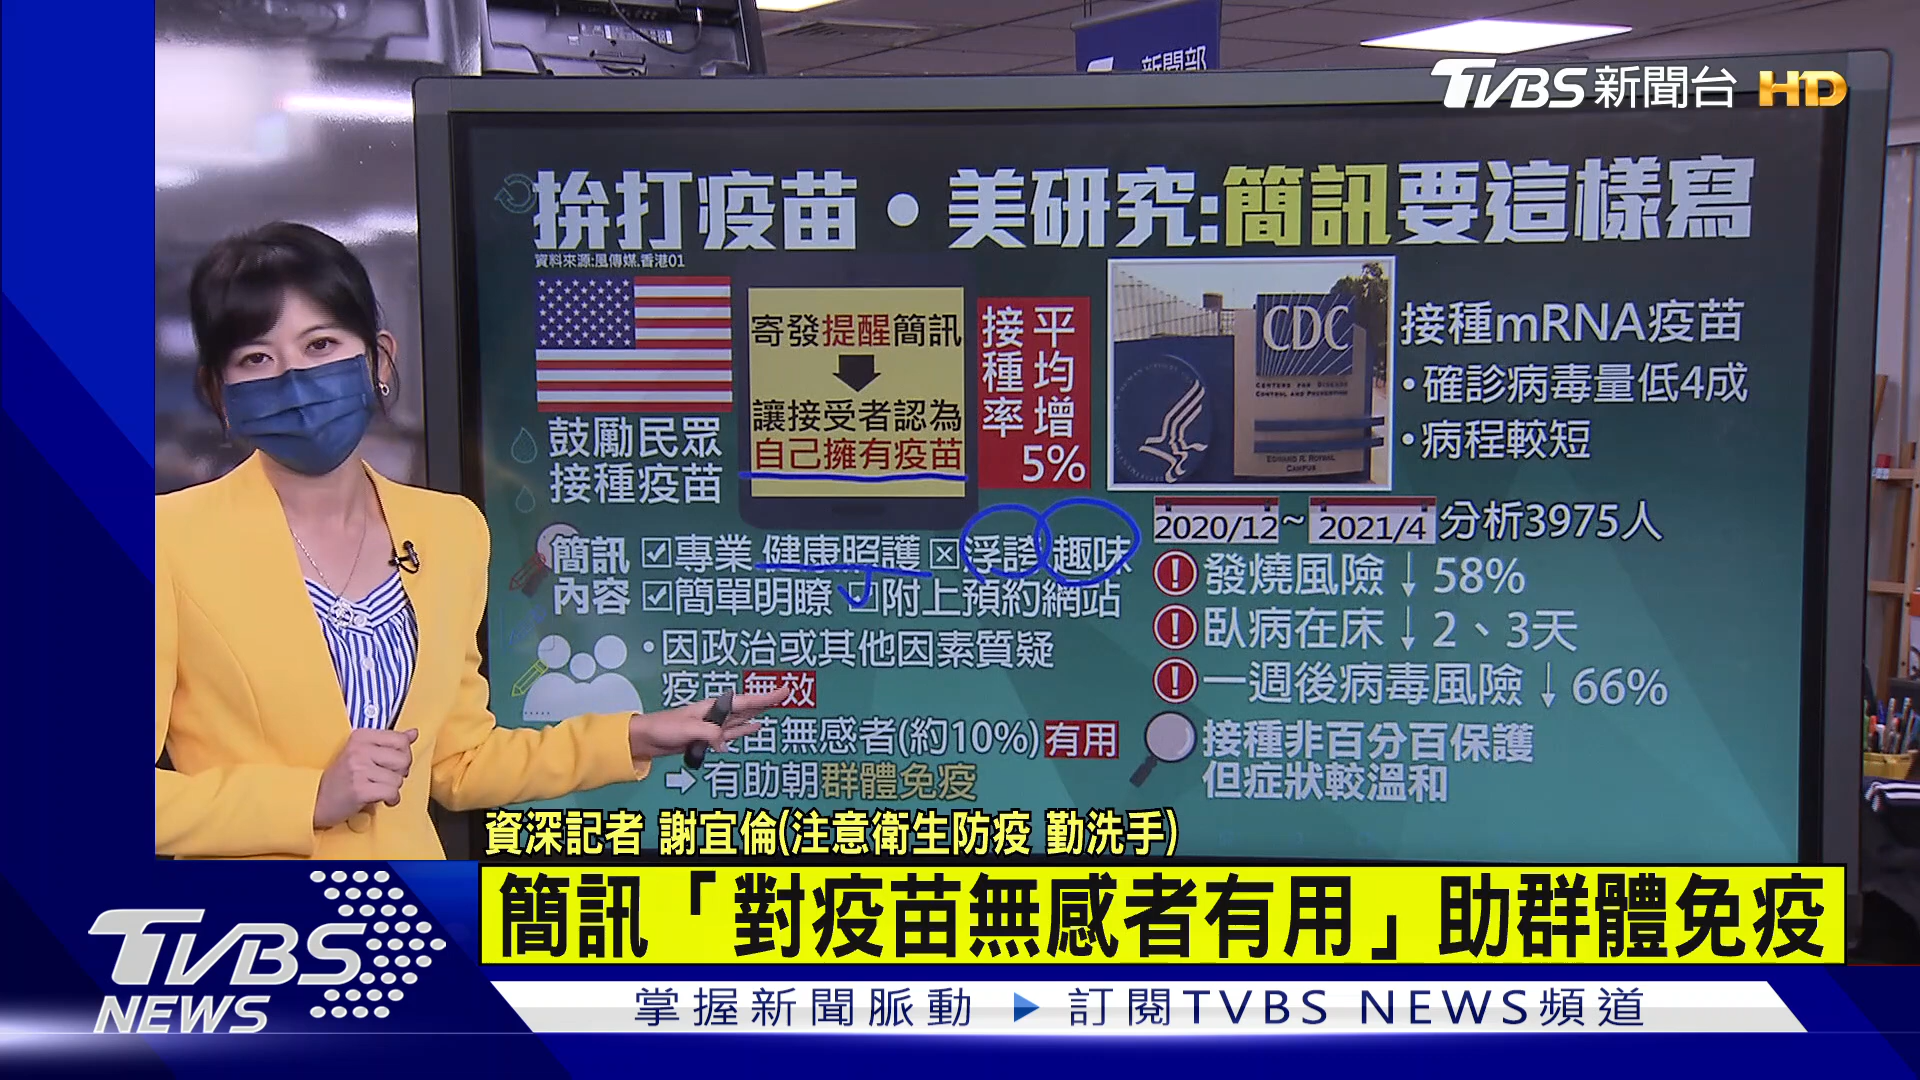 新聞部
TVBS新聞台 HD
拚打疫苗・美研究:簡訊要這樣寫
資料來源:風傳媒.香港01
鼓勵民眾
接種疫苗
寄發提醒簡訊
讓接受者認為
自己擁有疫苗
接種率
平均增
5%
CDC
CENTERS FOR DISEASE
CONTROL AND PREVENTION
EDWARD R. ROYBAL
CAMPUS
接種mRNA疫苗
・確診病毒量低4成
・病程較短
簡訊
內容
☑專業 健康照護 ☒浮誇 趣味
☑簡單明瞭 ☑附上預約網站
・因政治或其他因素質疑
疫苗無效
疫苗無感者(約10%)有用
➡有助朝群體免疫
2020/12~2021/4 分析3975人
!發燒風險↓58%
!臥病在床↓2、3天
!一週後病毒風險↓66%
接種非百分百保護
但症狀較溫和
資深記者 謝宜倫(注意衛生防疫 勤洗手)
簡訊「對疫苗無感者有用」助群體免疫
TVBS
NEWS
掌握新聞脈動 ▶ 訂閱TVBS NEWS頻道